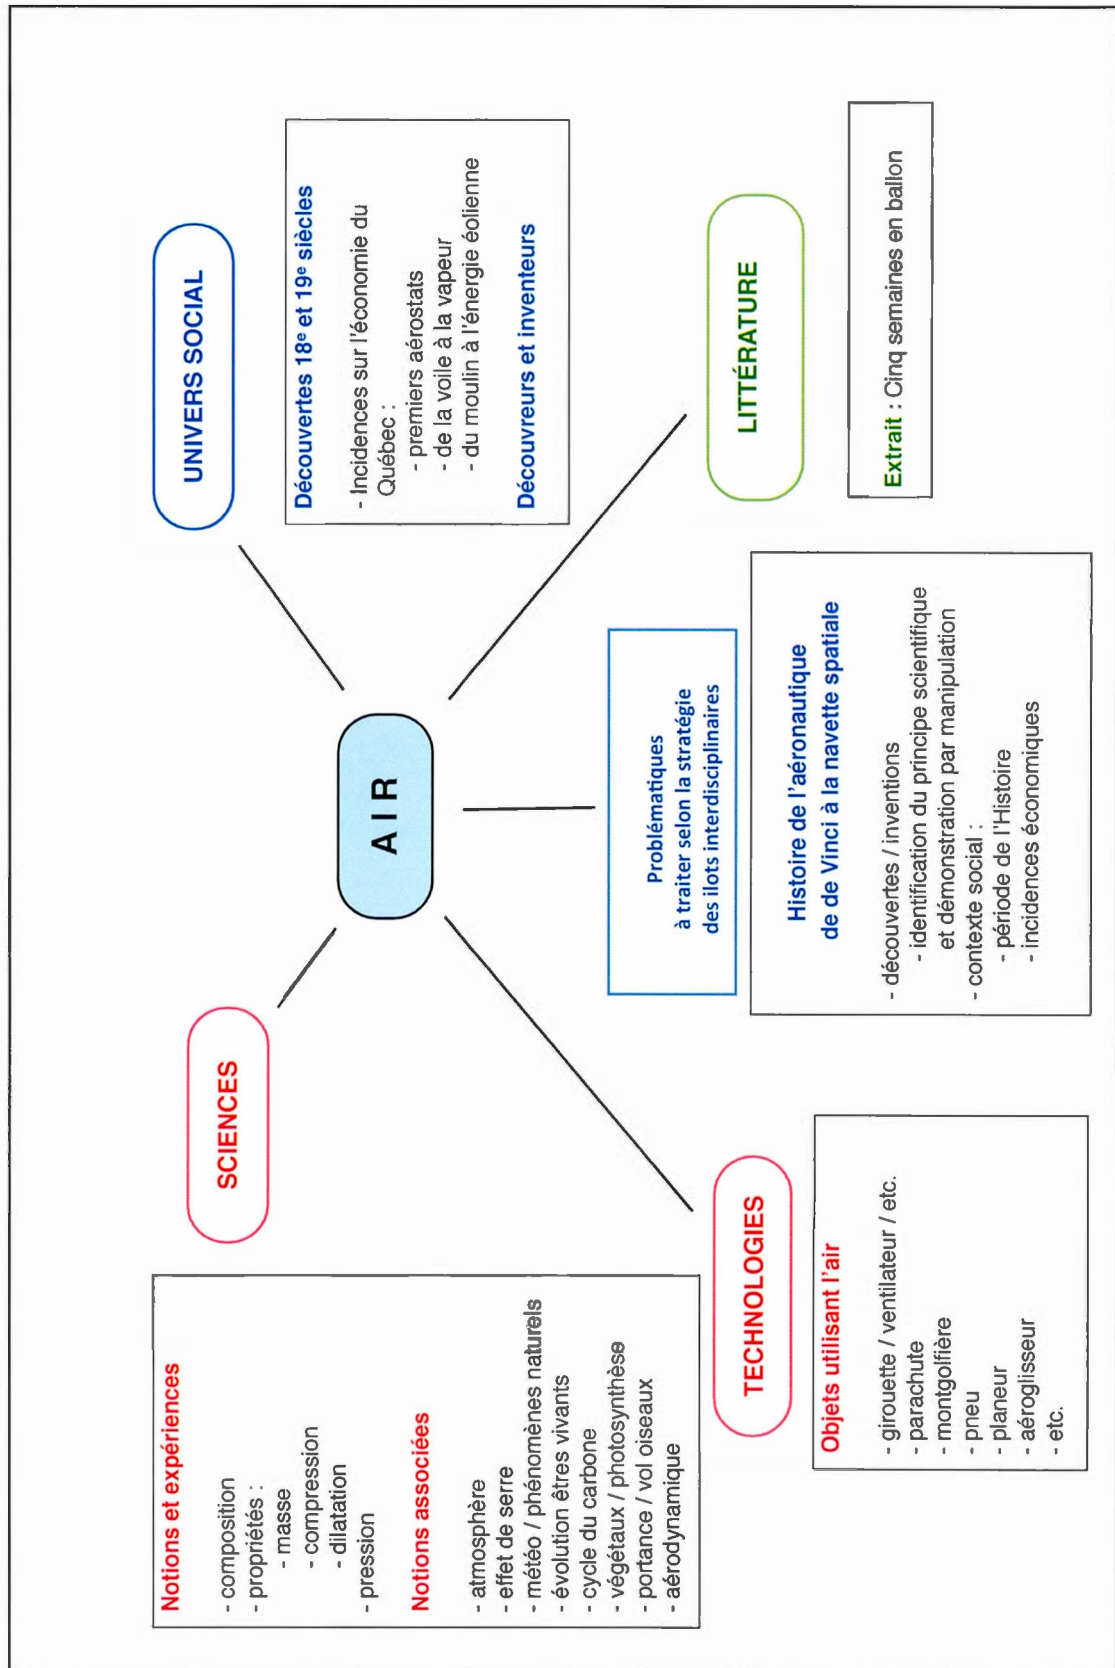 SCIENCES
Notions et expériences
- composition
- propriétés :
- masse
- compression
- dilatation
- pression
Notions associées
- atmosphère
- effet de serre
- météo / phénomènes naturels
- évolution êtres vivants
- cycle du carbone
- végétaux / photosynthèse
- portance / vol oiseaux
- aérodynamique
UNIVERS SOCIAL
Découvertes 18e et 19e siècles
- Incidences sur l'économie du
Québec :
- premiers aérostats
- de la voile à la vapeur
- du moulin à l'énergie éolienne
Découvreurs et inventeurs
A I R
TECHNOLOGIES
Objets utilisant l'air
- girouette / ventilateur / etc.
- parachute
- montgolfière
- pneu
- planeur
- aéroglisseur
- etc.
Problématiques
à traiter selon la stratégie
des ilots interdisciplinaires
Histoire de l'aéronautique
de de Vinci à la navette spatiale
- découvertes / inventions
- identification du principe scientifique
et démonstration par manipulation
- contexte social :
- période de l'Histoire
- incidences économiques
LITTÉRATURE
Extrait : Cinq semaines en ballon